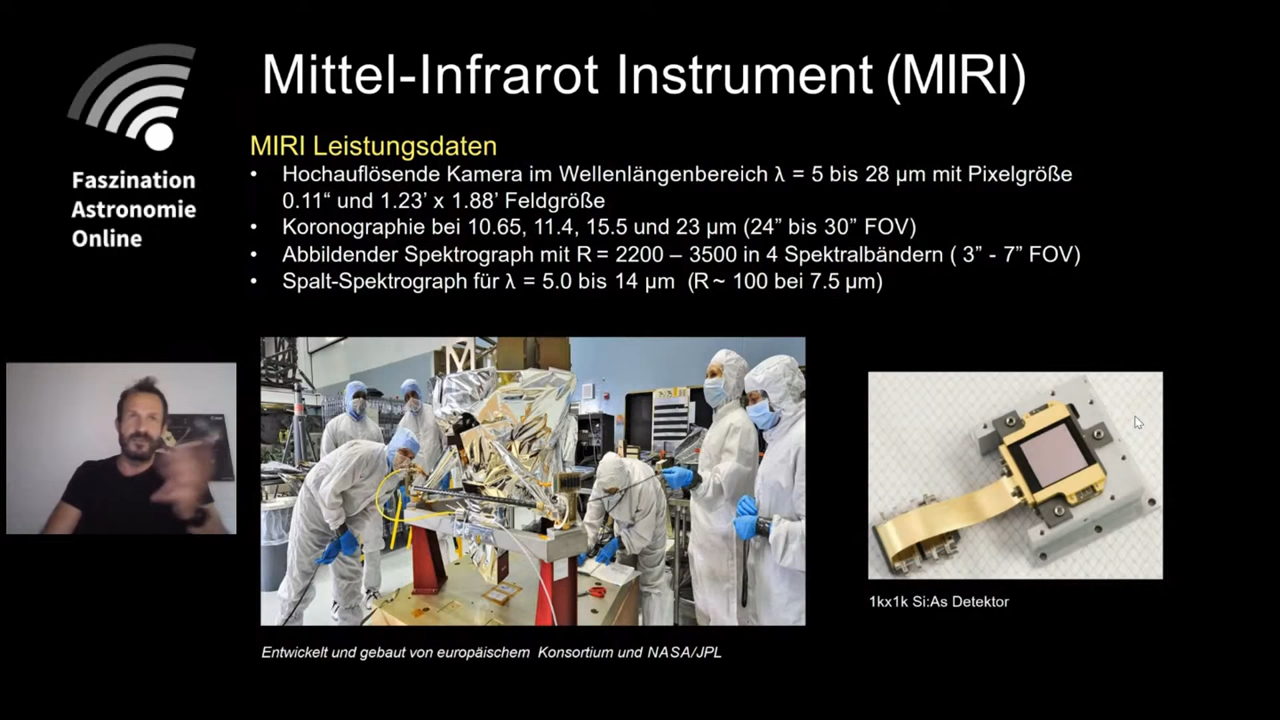 Mittel-Infrarot Instrument (MIRI)
Faszination
Astronomie
Online
MIRI Leistungsdaten
• Hochauflösende Kamera im Wellenlängenbereich λ = 5 bis 28 μm mit Pixelgröße
0.11“ und 1.23’ x 1.88’ Feldgröße
• Koronographie bei 10.65, 11.4, 15.5 und 23 μm (24” bis 30” FOV)
• Abbildender Spektrograph mit R = 2200 – 3500 in 4 Spektralbändern ( 3” - 7” FOV)
• Spalt-Spektrograph für λ = 5.0 bis 14 μm (R ~ 100 bei 7.5 μm)
1kx1k Si:As Detektor
Entwickelt und gebaut von europäischem Konsortium und NASA/JPL